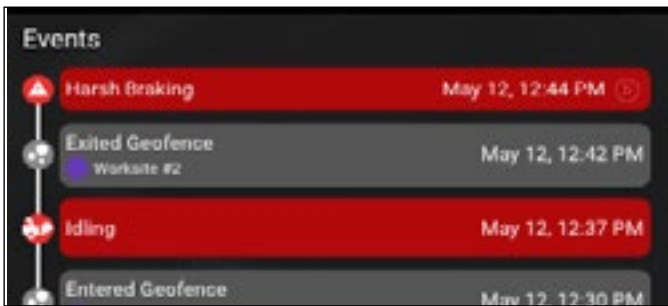 Events
Harsh Braking May 12, 12:44 PM
Exited Geofence
Worksite #2
May 12, 12:42 PM
Idling May 12, 12:37 PM
Entered Geofence
May 12, 12:30 PM